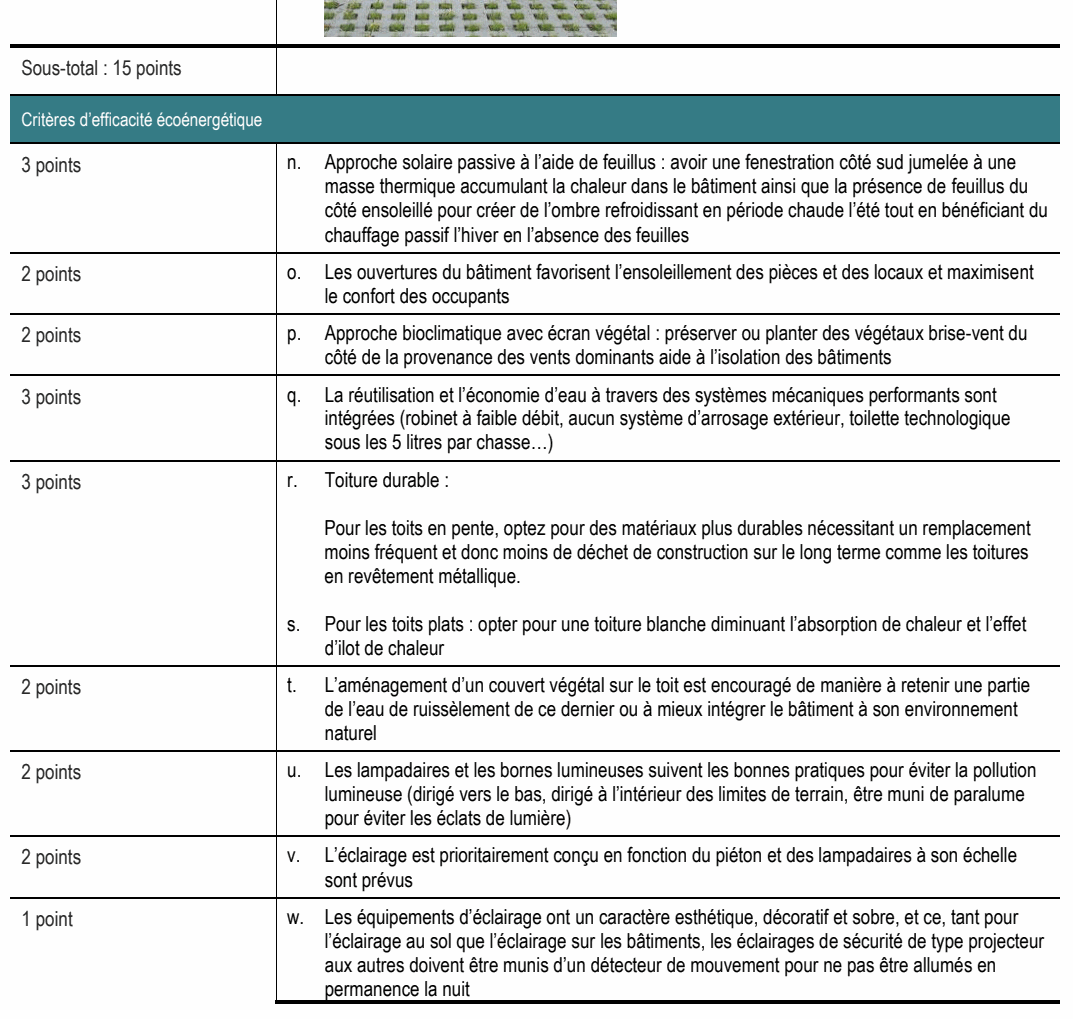 Sous-total : 15 points
Critères d'efficacité écoénergétique
3 points
n. Approche solaire passive à l'aide de feuillus : avoir une fenestration côté sud jumelée à une
masse thermique accumulant la chaleur dans le bâtiment ainsi que la présence de feuillus du
côté ensoleillé pour créer de l'ombre refroidissant en période chaude l'été tout en bénéficiant du
chauffage passif l'hiver en l'absence des feuilles
2 points
o. Les ouvertures du bâtiment favorisent l'ensoleillement des pièces et des locaux et maximisent
le confort des occupants
2 points
p. Approche bioclimatique avec écran végétal : préserver ou planter des végétaux brise-vent du
côté de la provenance des vents dominants aide à l'isolation des bâtiments
3 points
q. La réutilisation et l'économie d'eau à travers des systèmes mécaniques performants sont
intégrées (robinet à faible débit, aucun système d'arrosage extérieur, toilette technologique
sous les 5 litres par chasse…)
3 points
r. Toiture durable :
Pour les toits en pente, optez pour des matériaux plus durables nécessitant un remplacement
moins fréquent et donc moins de déchet de construction sur le long terme comme les toitures
en revêtement métallique.
s. Pour les toits plats : opter pour une toiture blanche diminuant l'absorption de chaleur et l'effet
d'ilot de chaleur
2 points
t. L'aménagement d'un couvert végétal sur le toit est encouragé de manière à retenir une partie
de l'eau de ruissèlement de ce dernier ou à mieux intégrer le bâtiment à son environnement
naturel
2 points
u. Les lampadaires et les bornes lumineuses suivent les bonnes pratiques pour éviter la pollution
lumineuse (dirigé vers le bas, dirigé à l'intérieur des limites de terrain, être muni de paralume
pour éviter les éclats de lumière)
2 points
v. L'éclairage est prioritairement conçu en fonction du piéton et des lampadaires à son échelle
sont prévus
1 point
w. Les équipements d'éclairage ont un caractère esthétique, décoratif et sobre, et ce, tant pour
l'éclairage au sol que l'éclairage sur les bâtiments, les éclairages de sécurité de type projecteur
aux autres doivent être munis d'un détecteur de mouvement pour ne pas être allumés en
permanence la nuit